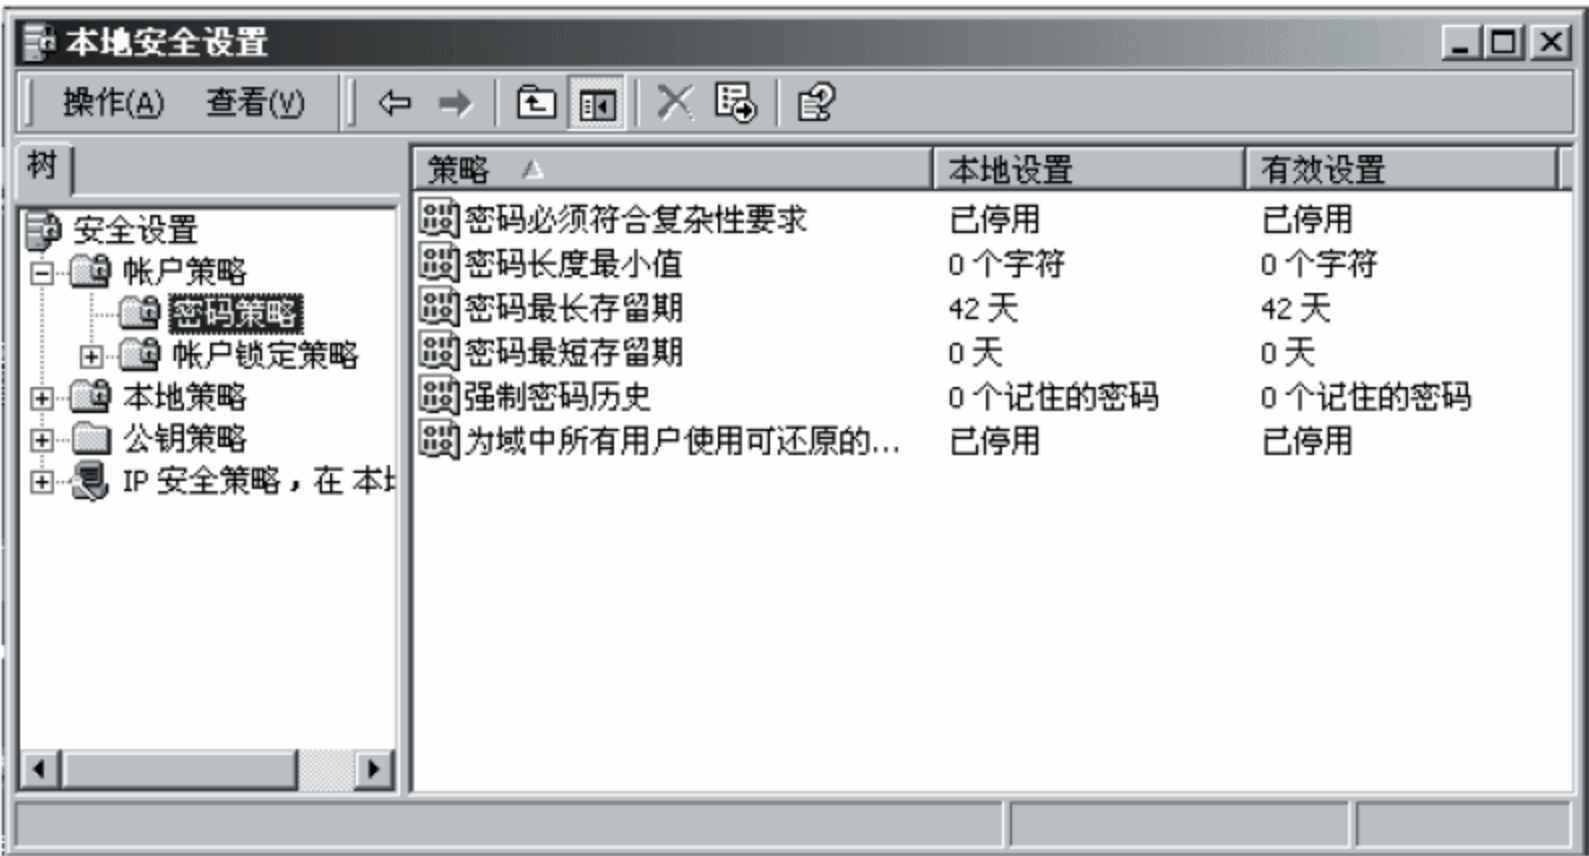 本地安全设置
操作(A) 查看(V)
树
策略 本地设置 有效设置
安全设置
帐户策略
密码策略
帐户锁定策略
本地策略
公钥策略
IP 安全策略，在 本
密码必须符合复杂性要求 已停用 已停用
密码长度最小值 0 个字符 0 个字符
密码最长存留期 42 天 42 天
密码最短存留期 0 天 0 天
强制密码历史 0 个记住的密码 0 个记住的密码
为域中所有用户使用可还原的... 已停用 已停用